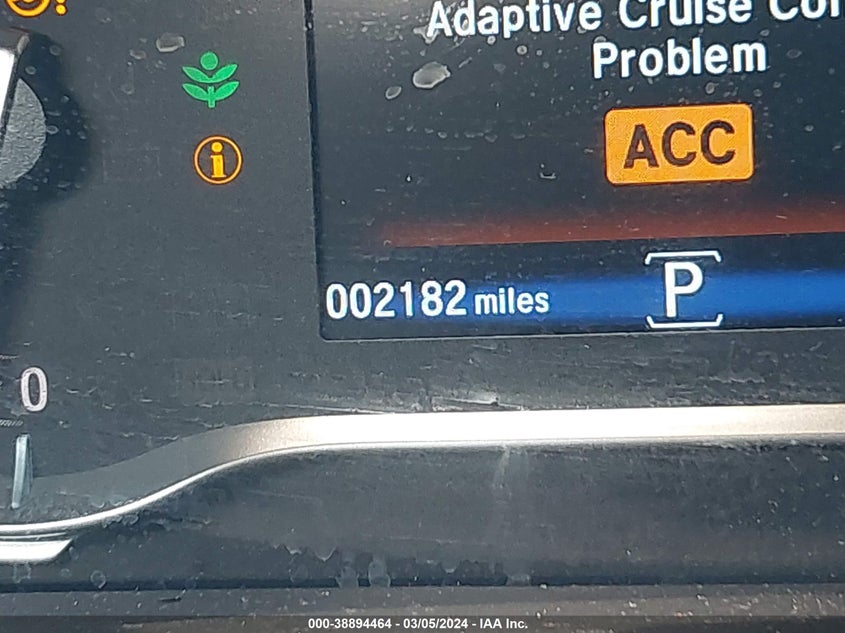 Adaptive Cruise
Problem
ACC
002182 miles
P
0
000-38894464 - 03/05/2024 - IAA Inc.